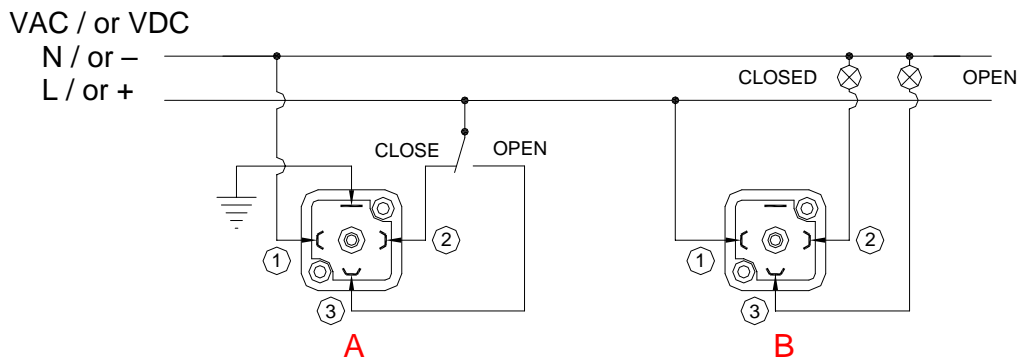 VAC / or VDC
N / or –
L / or +
CLOSED
OPEN
CLOSE
OPEN
1
2
3
1
2
3
A
B